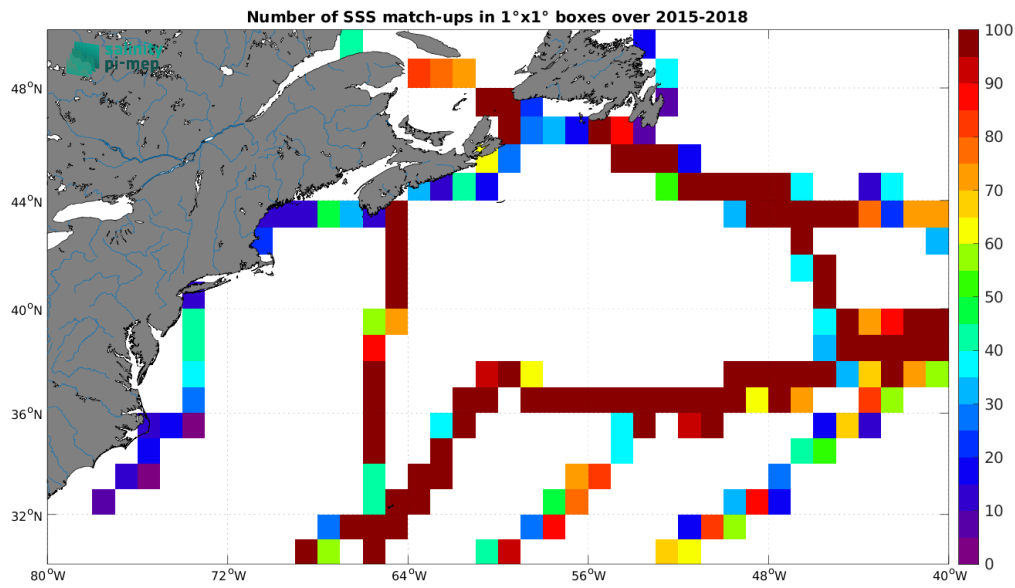 Number of SSS match-ups in 1°x1° boxes over 2015-2018
salinity
pi-mep
48°N
44°N
40°N
36°N
32°N
80°W 72°W 64°W 56°W 48°W 40°W
100
90
80
70
60
50
40
30
20
10
0